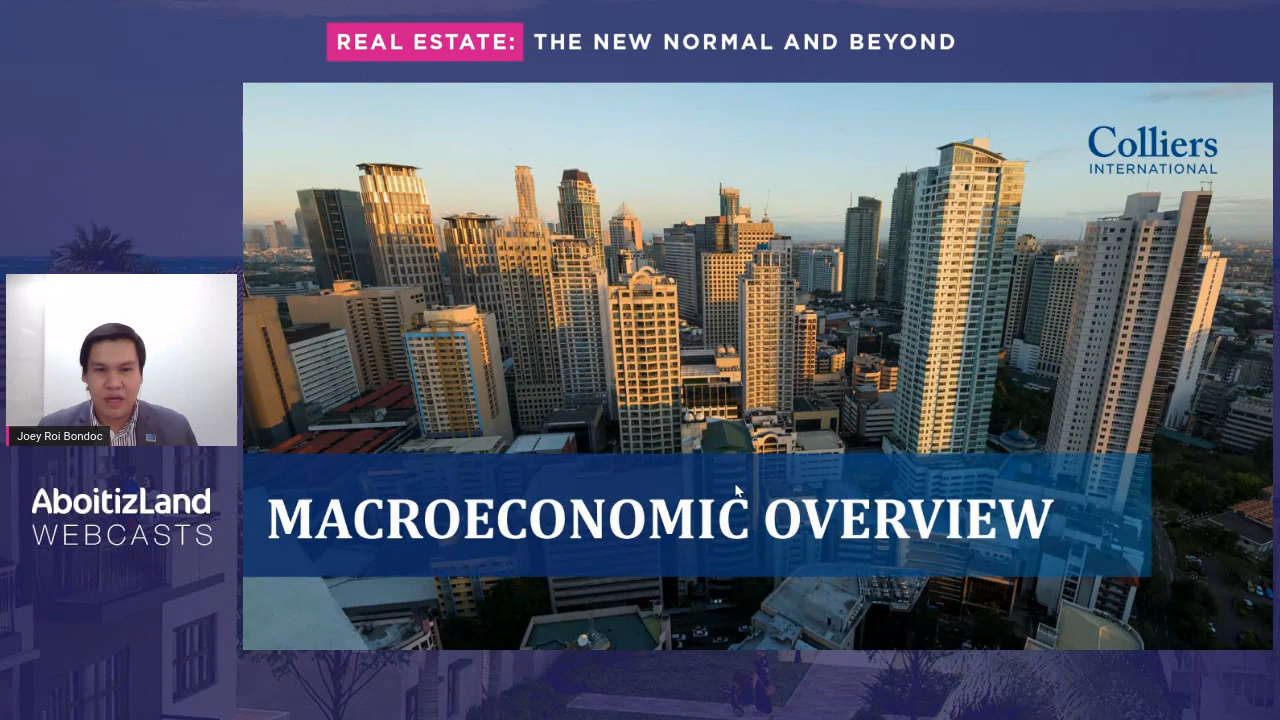 REAL ESTATE: THE NEW NORMAL AND BEYOND
Colliers
INTERNATIONAL
Joey Roi Bondoc
AboitizLand
WEBCASTS
MACROECONOMIC OVERVIEW